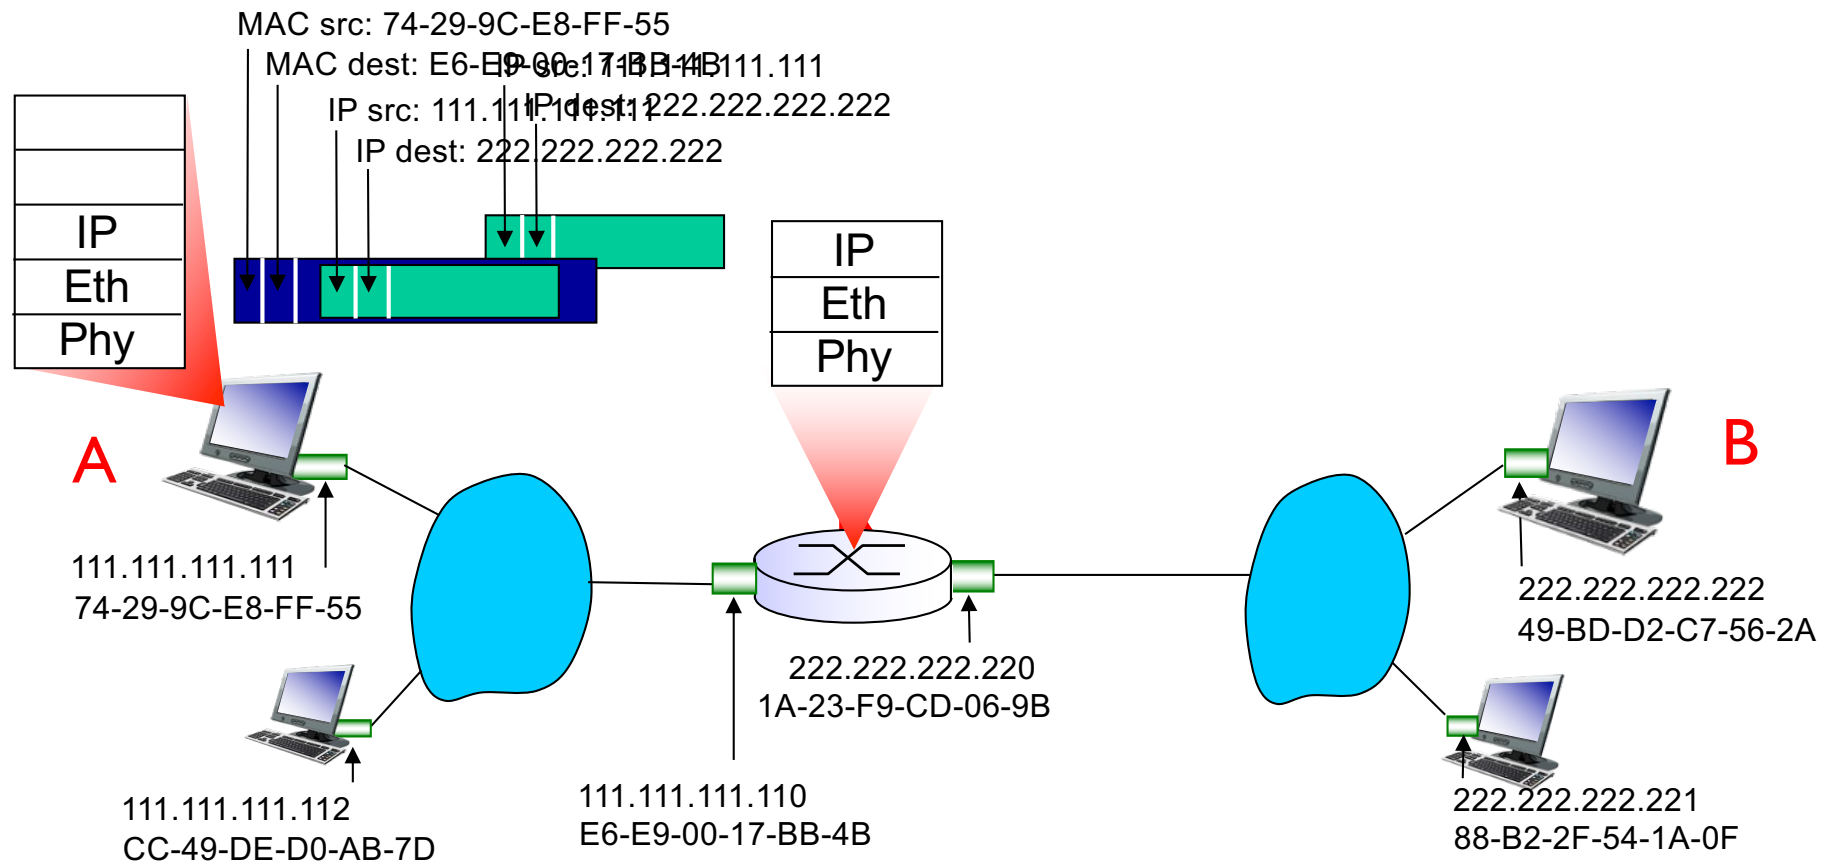 MAC src: 74-29-9C-E8-FF-55
MAC dest: E6-E9-00-17-BB-4B
IP src: 111.111.111.111
IP src: 111.111.111.111
IP dest: 222.222.222.222
IP dest: 222.222.222.222
IP
Eth
Phy
IP
Eth
Phy
A
B
111.111.111.111
74-29-9C-E8-FF-55
222.222.222.222
49-BD-D2-C7-56-2A
222.222.222.220
1A-23-F9-CD-06-9B
111.111.111.112
CC-49-DE-D0-AB-7D
111.111.111.110
E6-E9-00-17-BB-4B
222.222.222.221
88-B2-2F-54-1A-0F